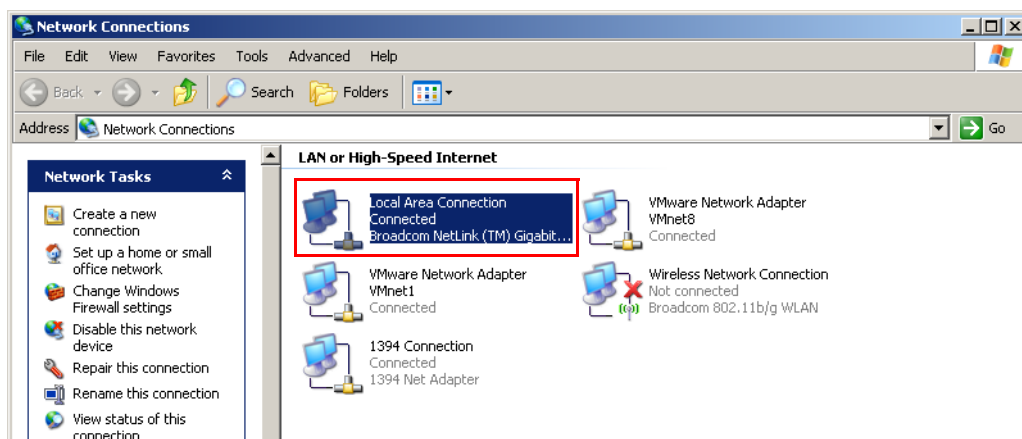 Network Connections
File Edit View Favorites Tools Advanced Help
Back Search Folders
Address Network Connections Go
Network Tasks
Create a new
connection
Set up a home or small
office network
Change Windows
Firewall settings
Disable this network
device
Repair this connection
Rename this connection
View status of this
connection
LAN or High-Speed Internet
Local Area Connection
Connected
Broadcom NetLink (TM) Gigabit...
VMware Network Adapter
VMnet8
Connected
VMware Network Adapter
VMnet1
Connected
Wireless Network Connection
Not connected
Broadcom 802.11b/g WLAN
1394 Connection
Connected
1394 Net Adapter